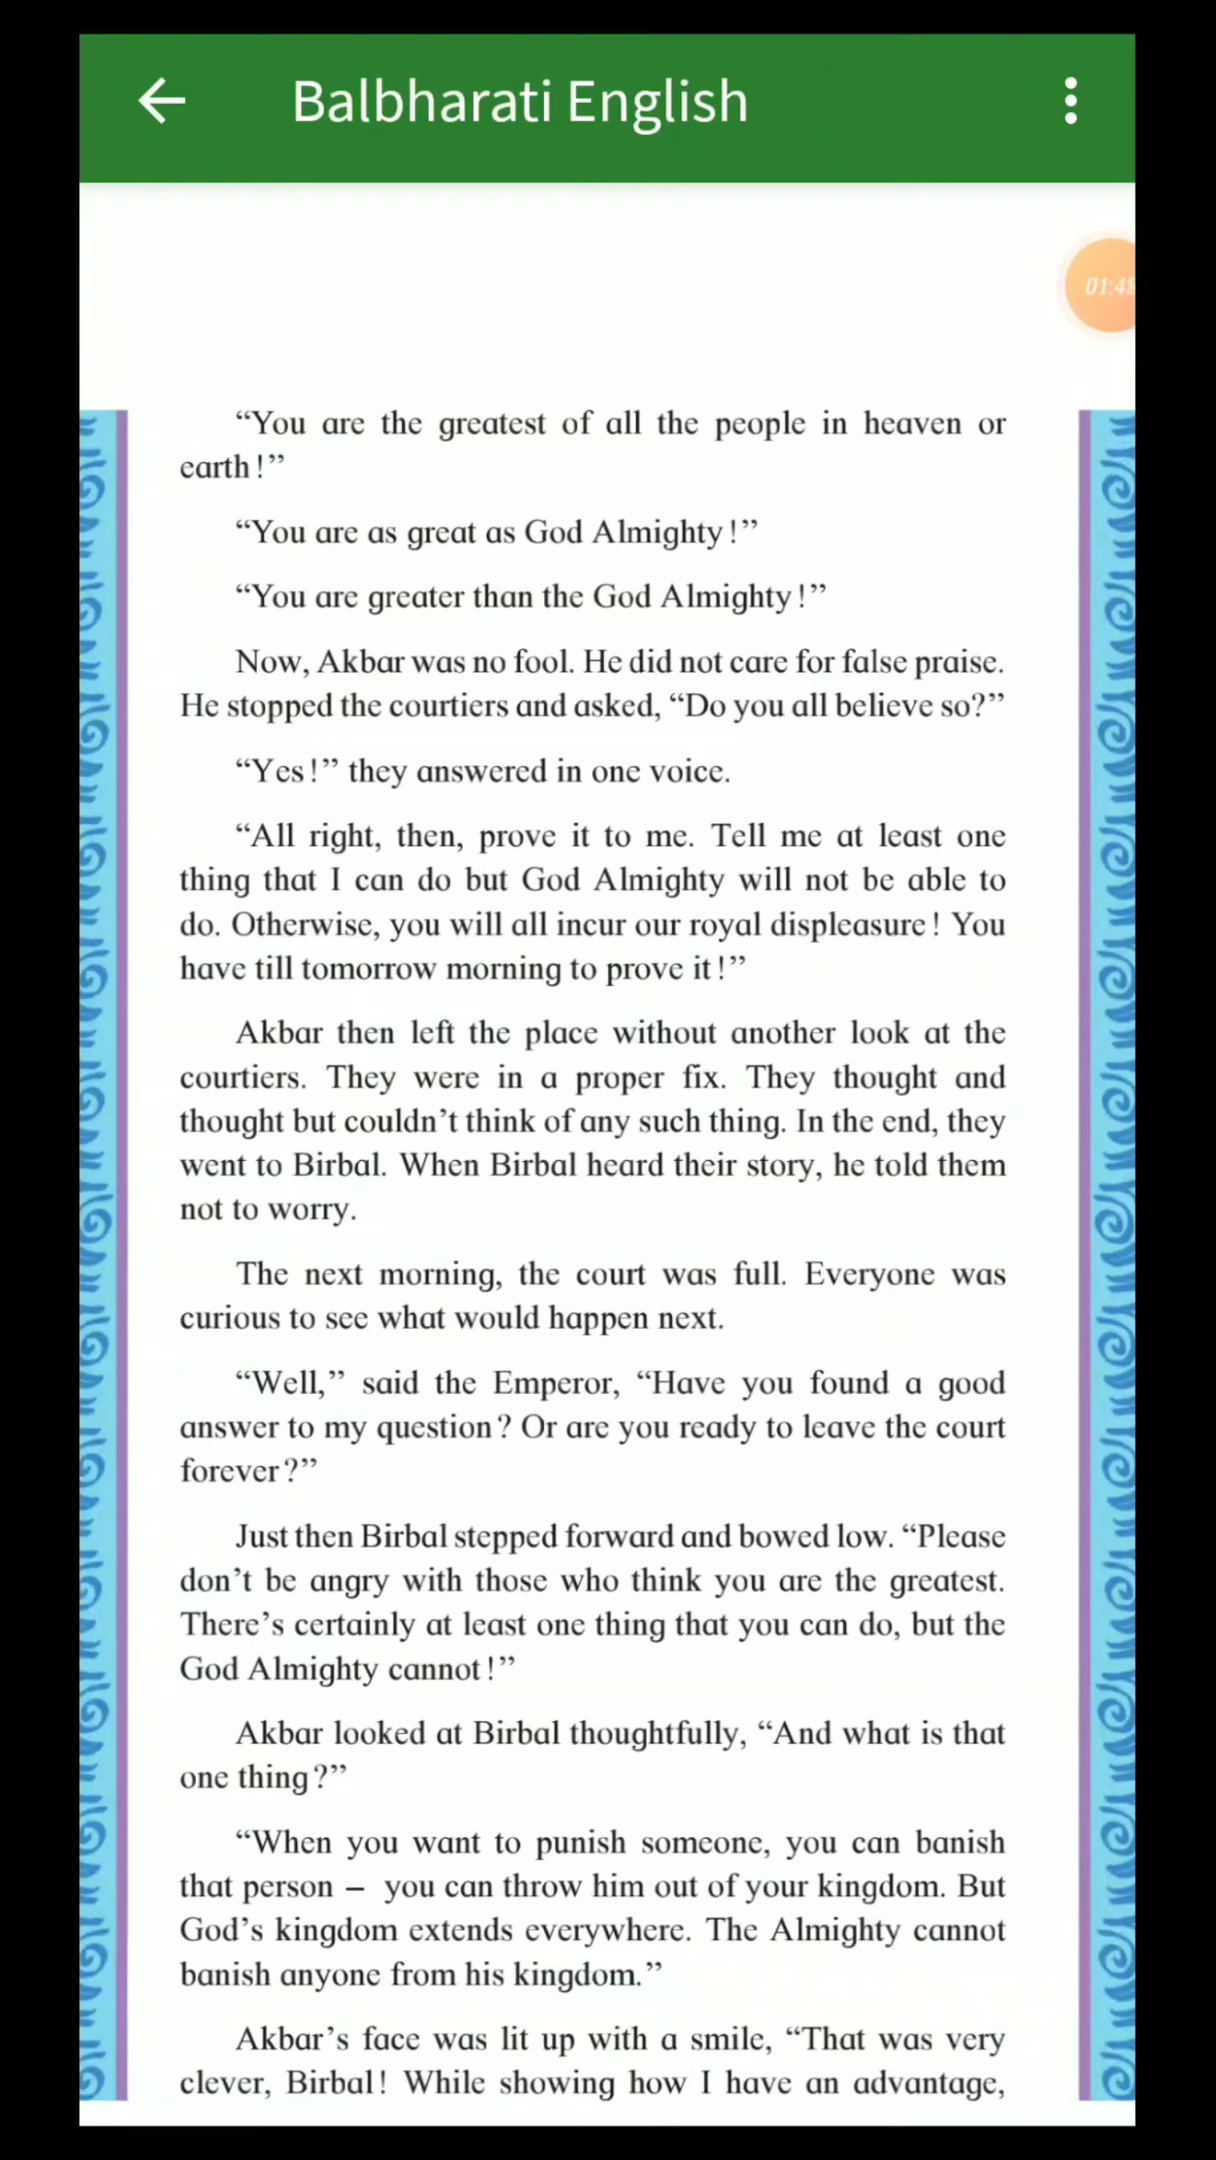 Balbharati English
“You are the greatest of all the people in heaven or
earth!”
“You are as great as God Almighty!”
“You are greater than the God Almighty!”
Now, Akbar was no fool. He did not care for false praise.
He stopped the courtiers and asked, “Do you all believe so?”
“Yes!” they answered in one voice.
“All right, then, prove it to me. Tell me at least one
thing that I can do but God Almighty will not be able to
do. Otherwise, you will all incur our royal displeasure! You
have till tomorrow morning to prove it!”
Akbar then left the place without another look at the
courtiers. They were in a proper fix. They thought and
thought but couldn’t think of any such thing. In the end, they
went to Birbal. When Birbal heard their story, he told them
not to worry.
The next morning, the court was full. Everyone was
curious to see what would happen next.
“Well,” said the Emperor, “Have you found a good
answer to my question? Or are you ready to leave the court
forever?”
Just then Birbal stepped forward and bowed low. “Please
don’t be angry with those who think you are the greatest.
There’s certainly at least one thing that you can do, but the
God Almighty cannot!”
Akbar looked at Birbal thoughtfully, “And what is that
one thing?”
“When you want to punish someone, you can banish
that person – you can throw him out of your kingdom. But
God’s kingdom extends everywhere. The Almighty cannot
banish anyone from his kingdom.”
Akbar’s face was lit up with a smile, “That was very
clever, Birbal! While showing how I have an advantage,